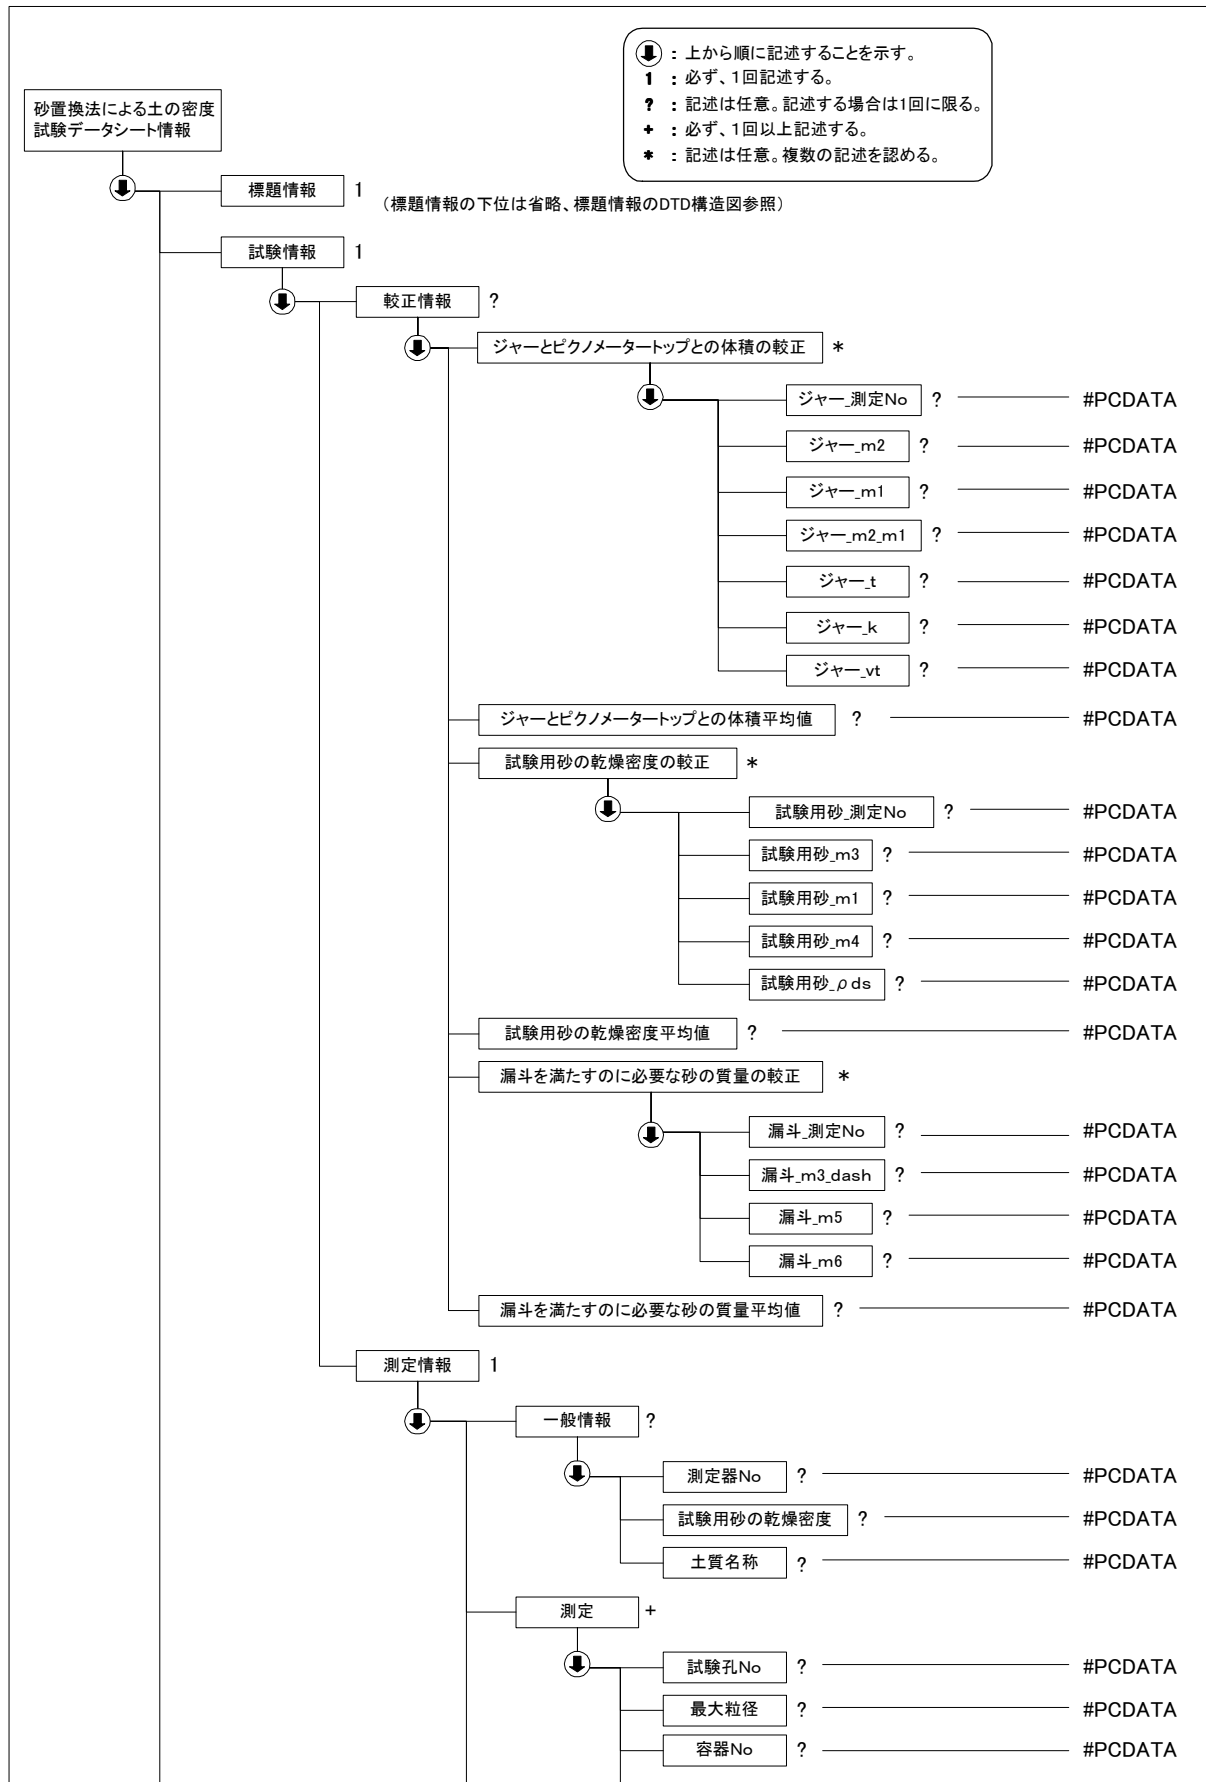 ： 上から順に記述することを示す。
1 ： 必ず、1回記述する。
? ： 記述は任意。記述する場合は1回に限る。
+ ： 必ず、1回以上記述する。
* ： 記述は任意。複数の記述を認める。
砂置換法による土の密度
試験データシート情報
標題情報 1
（標題情報の下位は省略、標題情報のDTD構造図参照）
試験情報 1
較正情報 ?
ジャーとピクノメータートップとの体積の較正 *
ジャー_測定No ? #PCDATA
ジャー_m2 ? #PCDATA
ジャー_m1 ? #PCDATA
ジャー_m2_m1 ? #PCDATA
ジャー_t ? #PCDATA
ジャー_k ? #PCDATA
ジャー_vt ? #PCDATA
ジャーとピクノメータートップとの体積平均値 ? #PCDATA
試験用砂の乾燥密度の較正 *
試験用砂_測定No ? #PCDATA
試験用砂_m3 ? #PCDATA
試験用砂_m1 ? #PCDATA
試験用砂_m4 ? #PCDATA
試験用砂_ρds ? #PCDATA
試験用砂の乾燥密度平均値 ? #PCDATA
漏斗を満たすのに必要な砂の質量の較正 *
漏斗_測定No ? #PCDATA
漏斗_m3_dash ? #PCDATA
漏斗_m5 ? #PCDATA
漏斗_m6 ? #PCDATA
漏斗を満たすのに必要な砂の質量平均値 ? #PCDATA
測定情報 1
一般情報 ?
測定器No ? #PCDATA
試験用砂の乾燥密度 ? #PCDATA
土質名称 ? #PCDATA
測定 +
試験孔No ? #PCDATA
最大粒径 ? #PCDATA
容器No ? #PCDATA